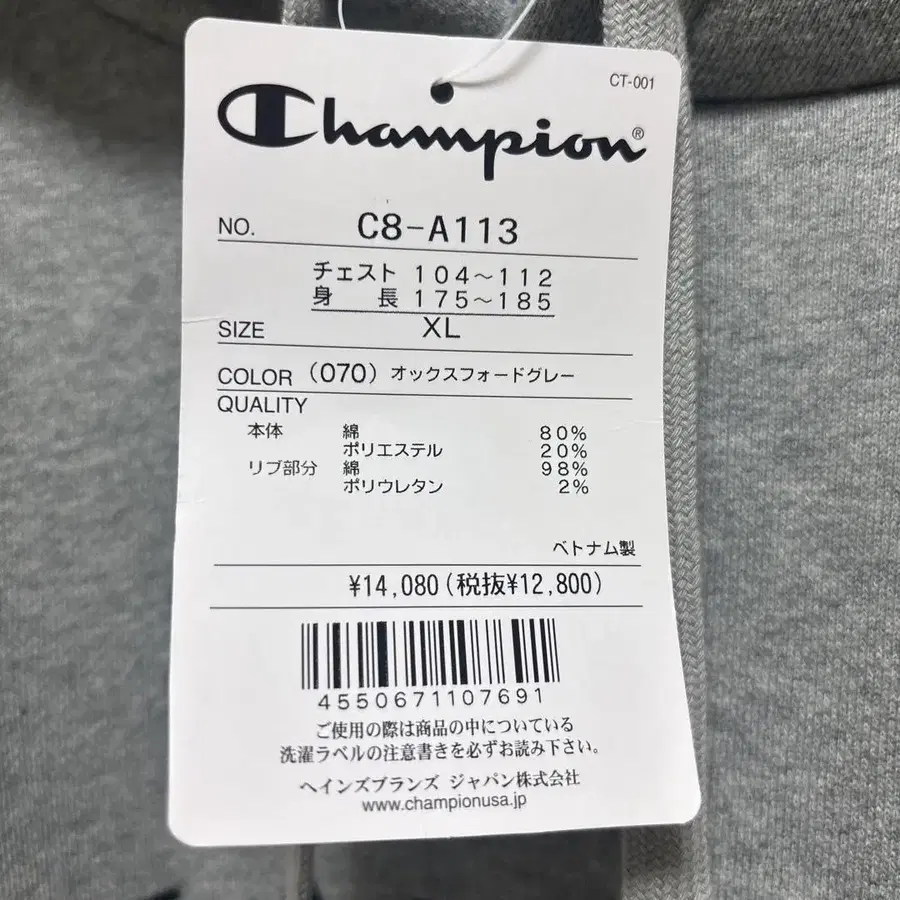 CT-001
Champion®
NO. C8-A113
チェスト 104〜112
身 長 175〜185
SIZE XL
COLOR (070) オックスフォードグレー
QUALITY
本体 綿 80%
ポリエステル 20%
リブ部分 綿 98%
ポリウレタン 2%
ベトナム製
¥14,080(税抜¥12,800)
4550671107691
ご使用の際は商品の中についている
洗濯ラベルの注意書きを必ずお読み下さい。
ヘインズブランズ ジャパン株式会社
www.championusa.jp